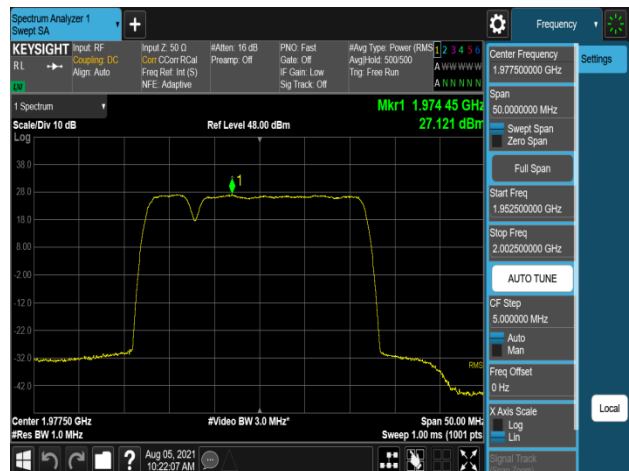 Spectrum Analyzer 1
Swept SA
+
Frequency
KEYSIGHT
RL
LXI
Input: RF
Coupling: DC
Align: Auto
Input Z: 50 Ω
Corr CCorr RCal
Freq Ref: Int (S)
NFE: Adaptive
#Atten: 16 dB
Preamp: Off
PNO: Fast
Gate: Off
IF Gain: Low
Sig Track: Off
#Avg Type: Power (RMS
Avg|Hold: 500/500
Trig: Free Run
1 2 3 4 5 6
A W W W W W
A N N N N N
1 Spectrum
Scale/Div 10 dB
Log
Ref Level 48.00 dBm
Mkr1 1.974 45 GHz
27.121 dBm
38.0
28.0
18.0
8.00
-2.00
-12.0
-22.0
-32.0
-42.0
1
RMS
Center 1.97750 GHz
#Res BW 1.0 MHz
#Video BW 3.0 MHz*
Span 50.00 MHz
Sweep 1.00 ms (1001 pts
?
Aug 05, 2021
10:22:07 AM
Center Frequency
1.977500000 GHz
Span
50.0000000 MHz
Swept Span
Zero Span
Full Span
Start Freq
1.952500000 GHz
Stop Freq
2.002500000 GHz
AUTO TUNE
CF Step
5.000000 MHz
Auto
Man
Freq Offset
0 Hz
X Axis Scale
Log
Lin
Signal Track
(Span Zoom)
Settings
Local